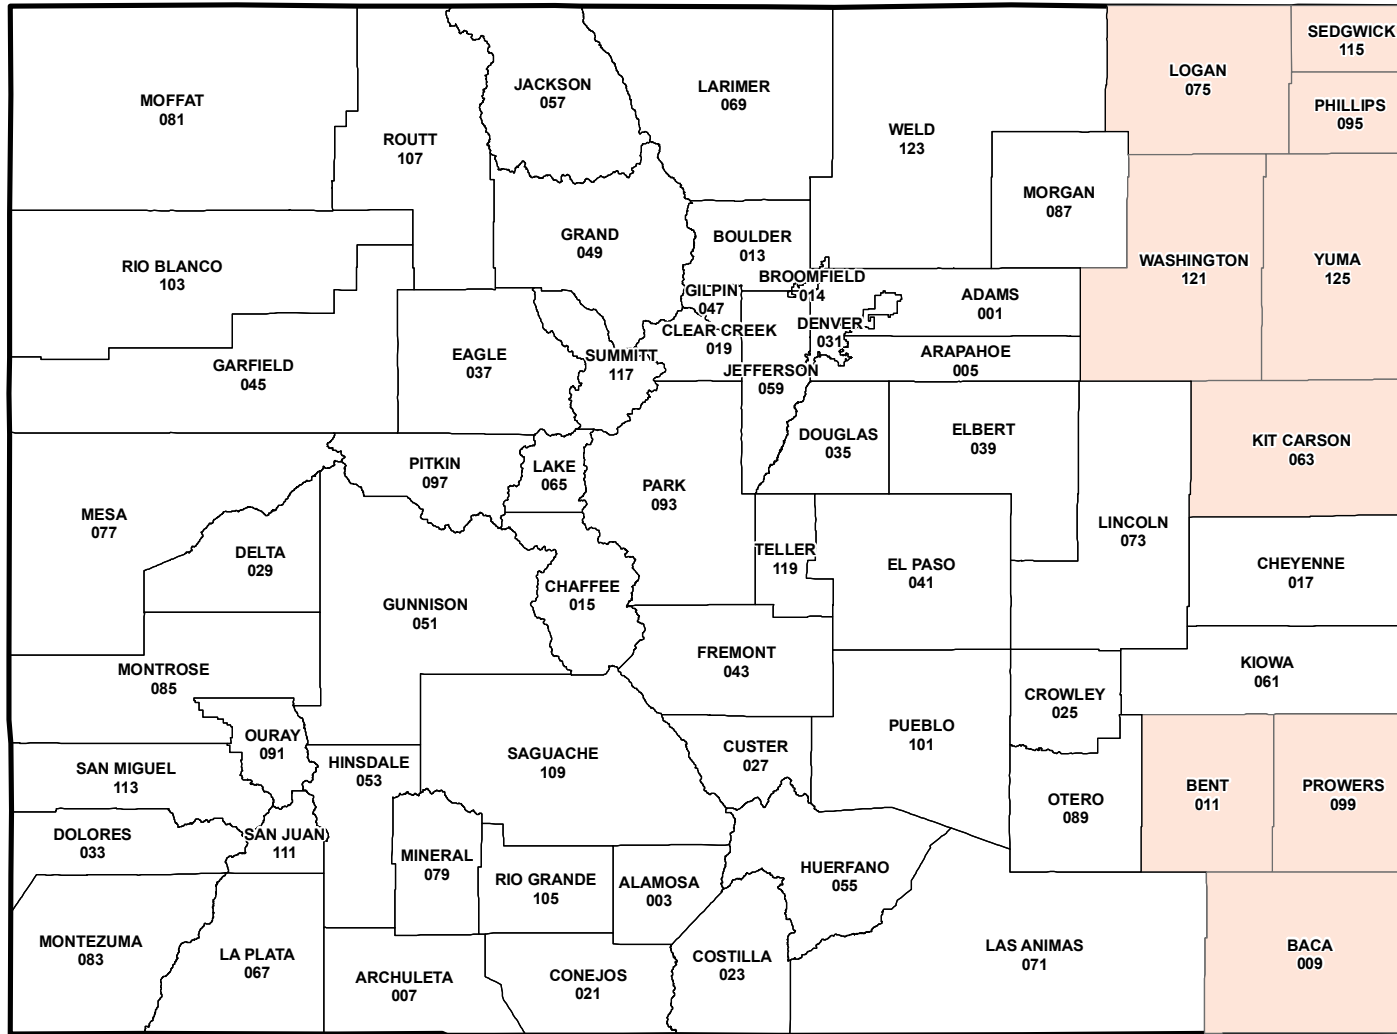 MOFFAT
081
ROUTT
107
JACKSON
057
LARIMER
069
WELD
123
LOGAN
075
SEDGWICK
115
PHILLIPS
095
MORGAN
087
RIO BLANCO
103
GRAND
049
BOULDER
013
BROOMFIELD
014
GILPIN
047
ADAMS
001
WASHINGTON
121
YUMA
125
GARFIELD
045
EAGLE
037
SUMMITT
117
CLEAR CREEK
019
DENVER
031
ARAPAHOE
005
JEFFERSON
059
DOUGLAS
035
ELBERT
039
KIT CARSON
063
MESA
077
PITKIN
097
LAKE
065
PARK
093
LINCOLN
073
DELTA
029
GUNNISON
051
CHAFFEE
015
TELLER
119
EL PASO
041
CHEYENNE
017
MONTROSE
085
FREMONT
043
KIOWA
061
CROWLEY
025
OURAY
091
HINSDALE
053
SAGUACHE
109
CUSTER
027
PUEBLO
101
SAN MIGUEL
113
OTERO
089
BENT
011
PROWERS
099
DOLORES
033
SAN JUAN
111
MINERAL
079
RIO GRANDE
105
ALAMOSA
003
HUERFANO
055
MONTEZUMA
083
LA PLATA
067
ARCHULETA
007
CONEJOS
021
COSTILLA
023
LAS ANIMAS
071
BACA
009